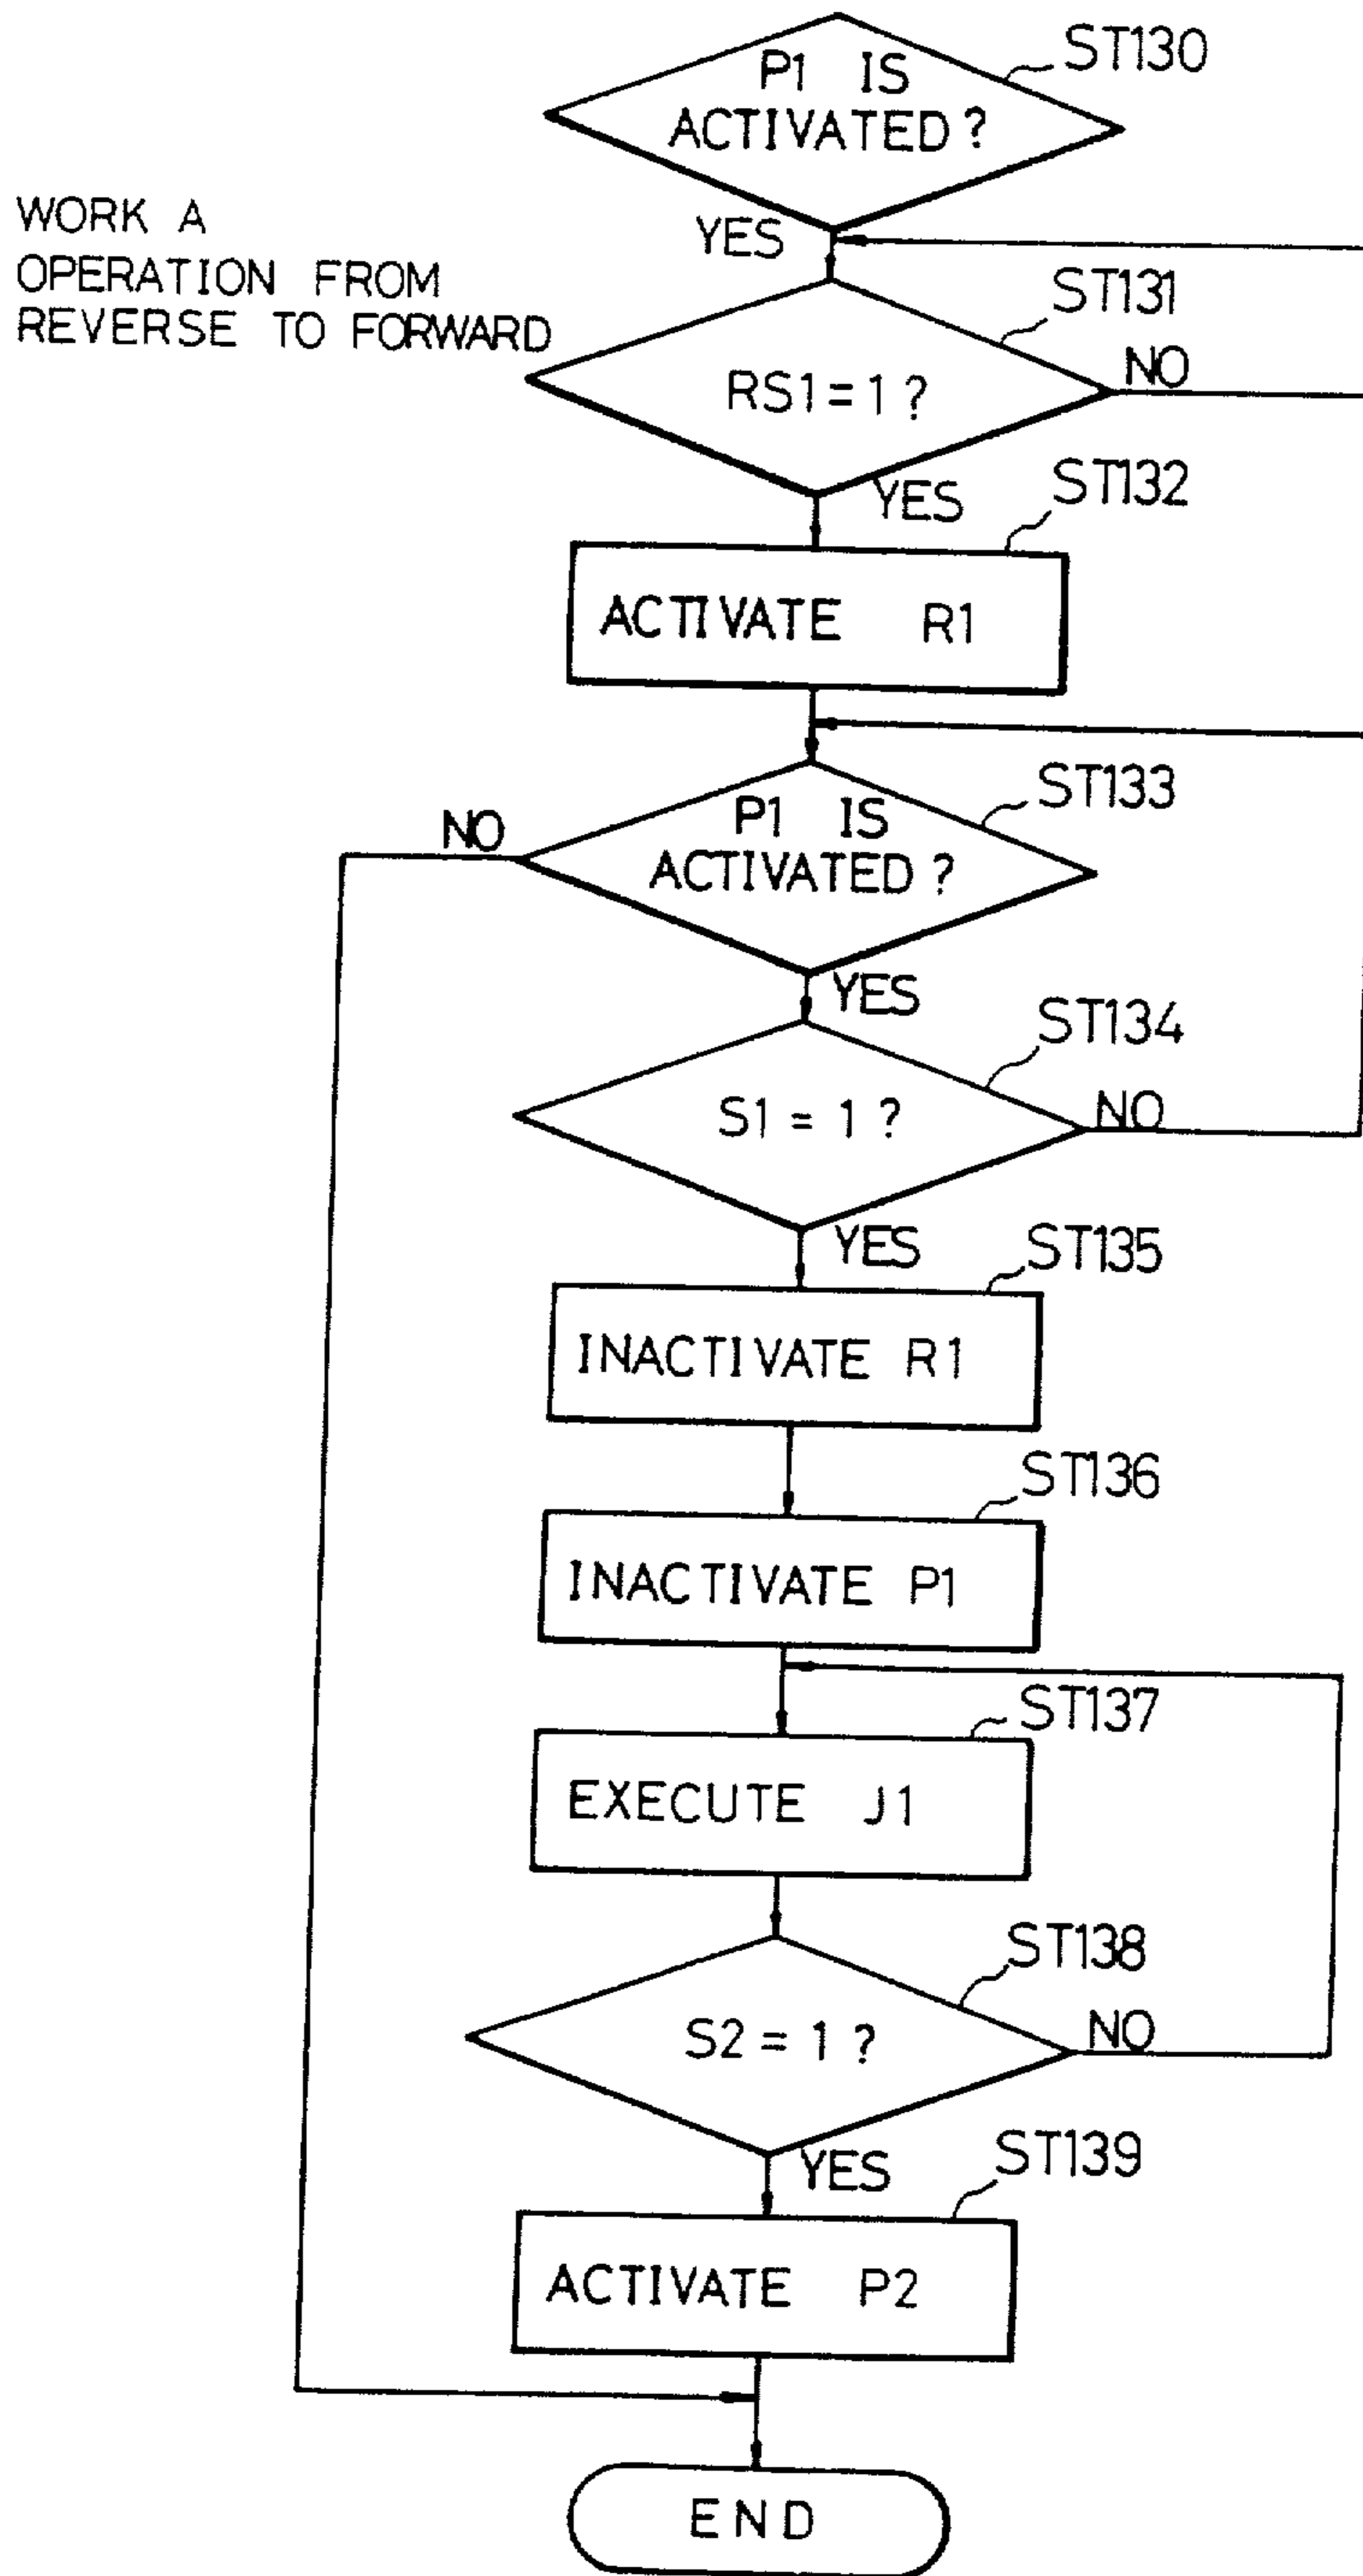 P1 IS
ACTIVATED?
ST130
YES
WORK A
OPERATION FROM
REVERSE TO FORWARD
ST131
RS1=1?
NO
YES
ST132
ACTIVATE R1
ST133
P1 IS
ACTIVATED?
NO
YES
ST134
S1 = 1?
NO
YES
ST135
INACTIVATE R1
ST136
INACTIVATE P1
ST137
EXECUTE J1
ST138
S2 = 1?
NO
YES
ST139
ACTIVATE P2
END